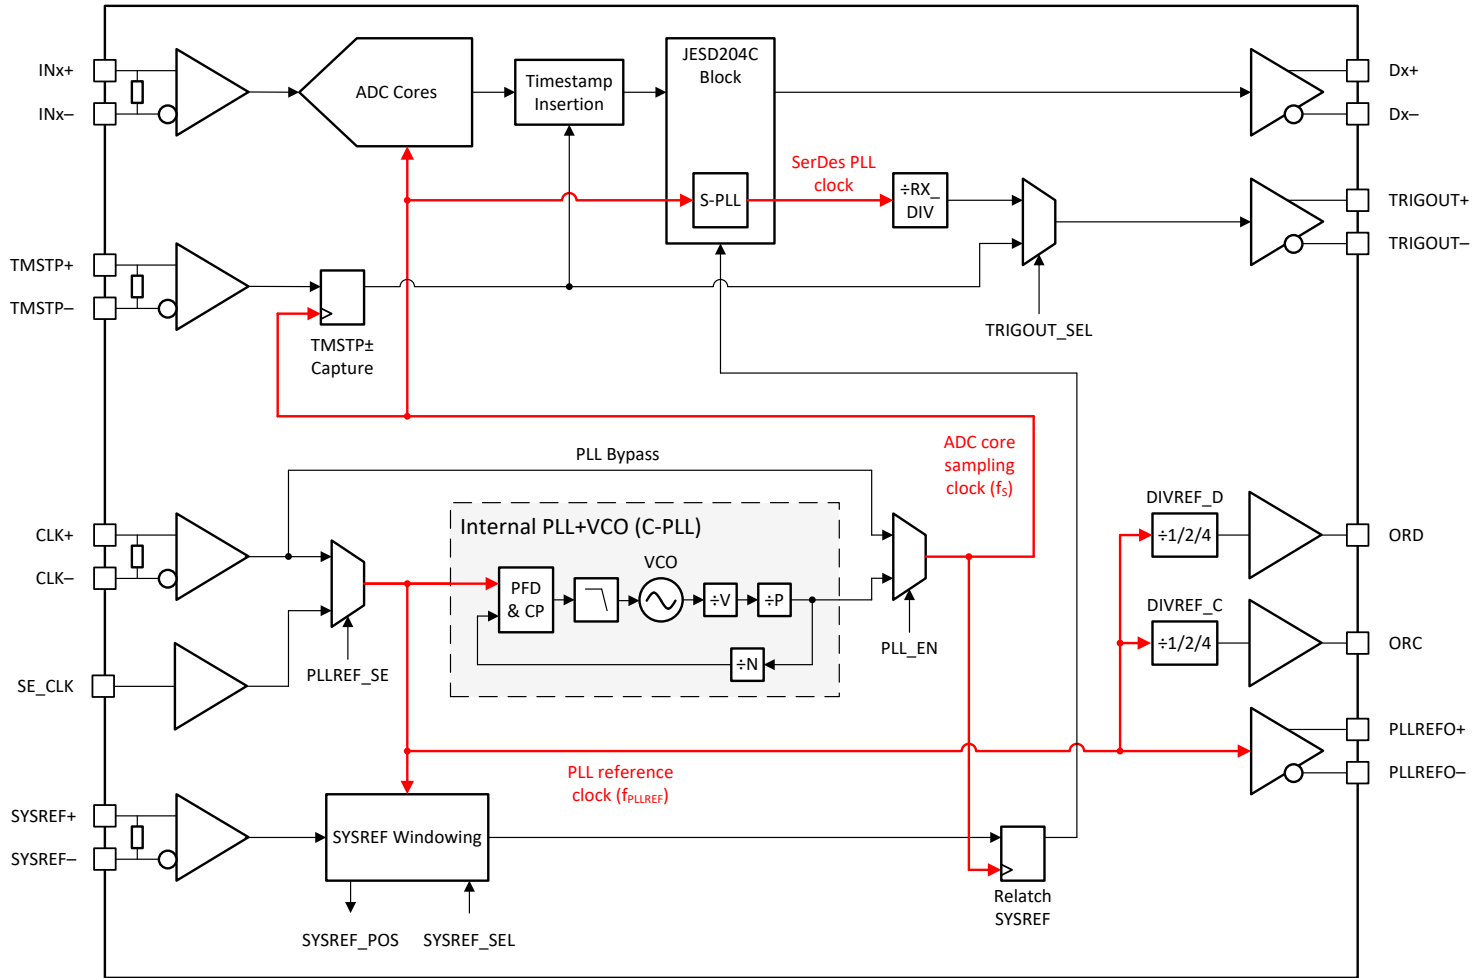 INx+
INx–
ADC Cores
Timestamp
Insertion
JESD204C
Block
Dx+
Dx–
S-PLL
SerDes PLL
clock
÷RX_
DIV
TRIGOUT+
TRIGOUT–
TMSTP+
TMSTP–
TMSTP±
Capture
TRIGOUT_SEL
PLL Bypass
ADC core
sampling
clock (fS)
CLK+
CLK–
Internal PLL+VCO (C-PLL)
PFD
& CP
VCO
÷V
÷P
÷N
PLLREF_SE
PLL_EN
DIVREF_D
÷1/2/4
ORD
DIVREF_C
÷1/2/4
ORC
SE_CLK
PLLREFO+
PLLREFO–
PLL reference
clock (fPLLREF)
SYSREF+
SYSREF–
SYSREF Windowing
SYSREF_POS
SYSREF_SEL
Relatch
SYSREF